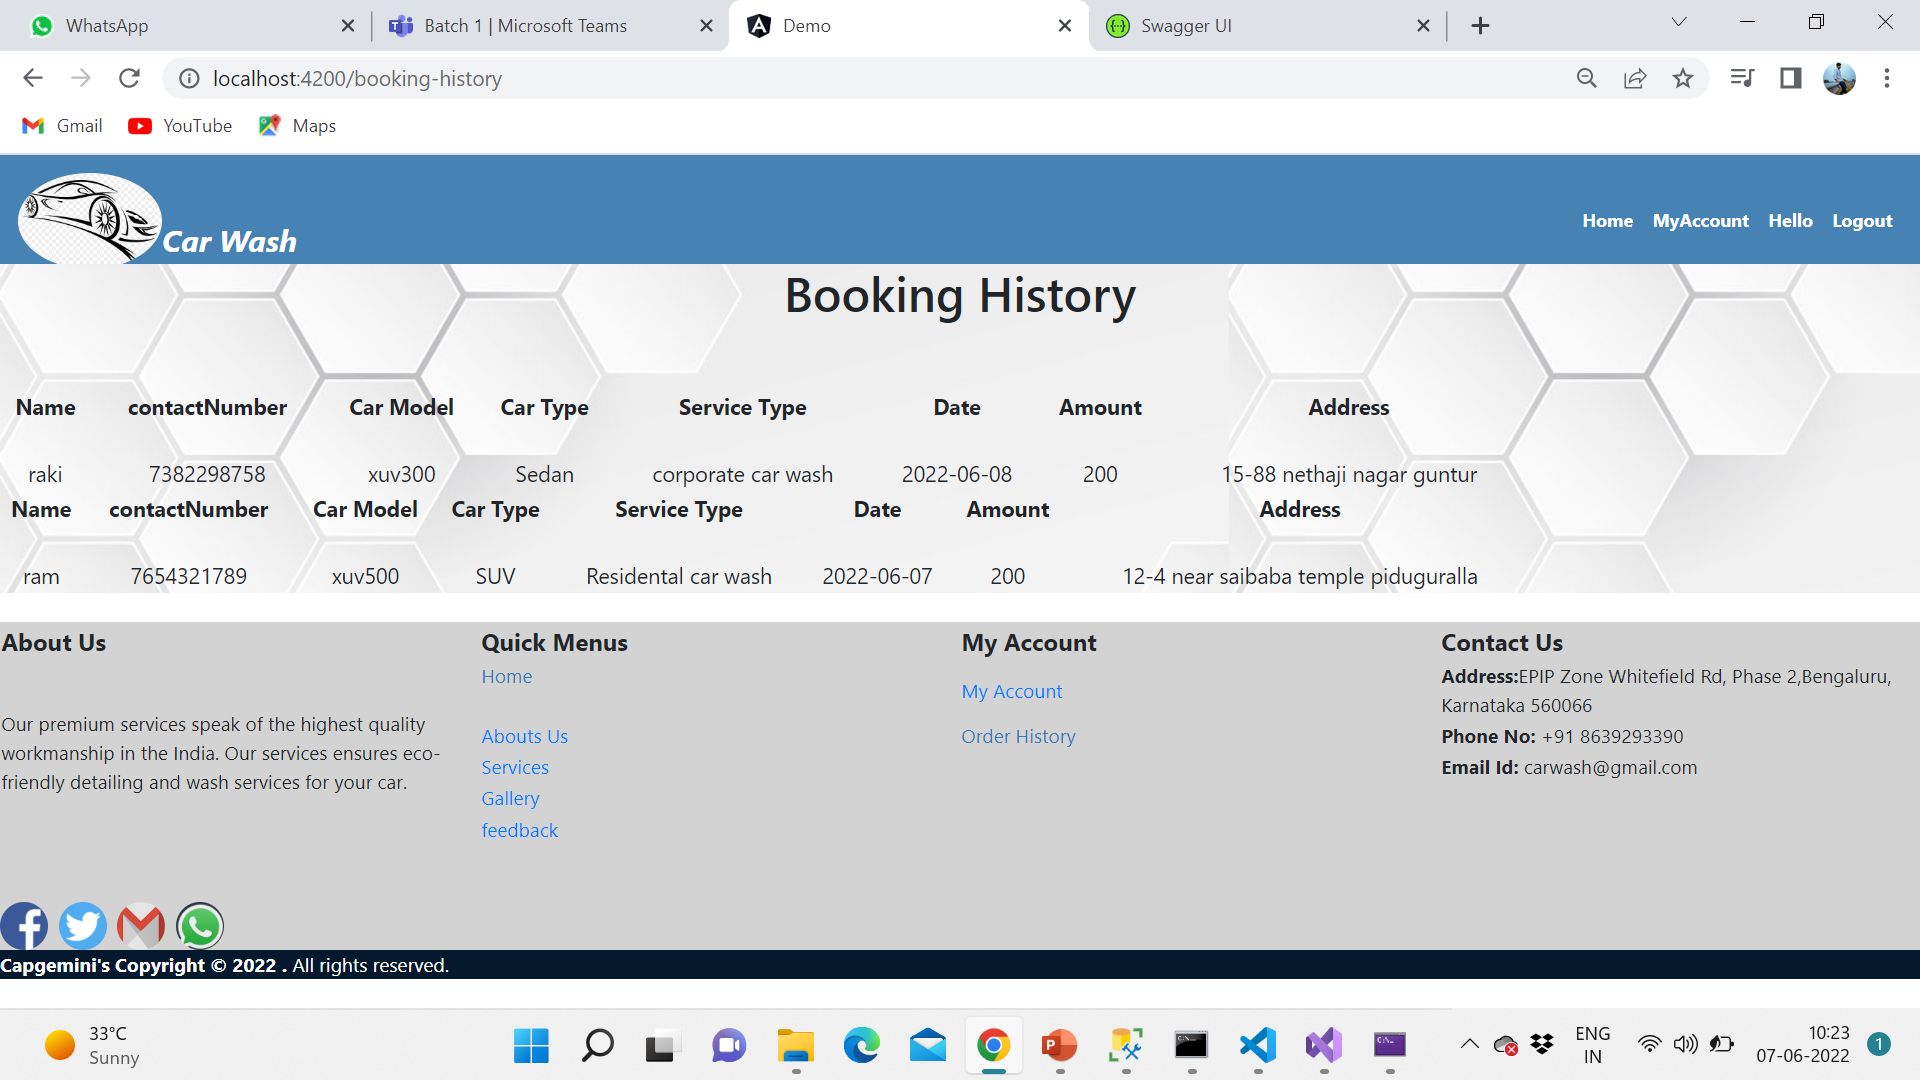 WhatsApp
Batch 1 | Microsoft Teams
Demo
Swagger UI
localhost:4200/booking-history
Gmail
YouTube
Maps
Car Wash
Home MyAccount Hello Logout
Booking History
Name contactNumber Car Model Car Type Service Type Date Amount Address
raki 7382298758 xuv300 Sedan corporate car wash 2022-06-08 200 15-88 nethaji nagar guntur
Name contactNumber Car Model Car Type Service Type Date Amount Address
ram 7654321789 xuv500 SUV Residental car wash 2022-06-07 200 12-4 near saibaba temple piduguralla
About Us
Our premium services speak of the highest quality
workmanship in the India. Our services ensures eco-
friendly detailing and wash services for your car.
Quick Menus
Home
Abouts Us
Services
Gallery
feedback
My Account
My Account
Order History
Contact Us
Address:EPIP Zone Whitefield Rd, Phase 2,Bengaluru,
Karnataka 560066
Phone No: +91 8639293390
Email Id: carwash@gmail.com
Capgemini's Copyright © 2022 . All rights reserved.
33°C
Sunny
ENG
IN
10:23
07-06-2022
1